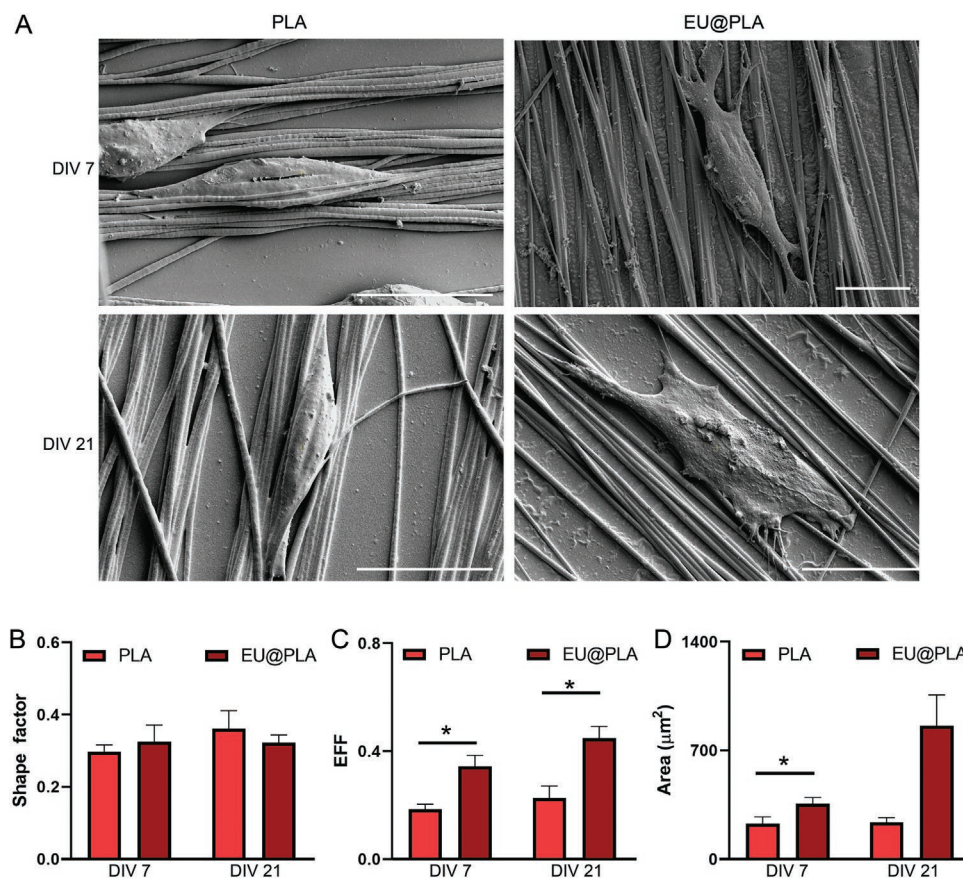 A
PLA
EU@PLA
DIV 7
DIV 21
B
PLA
EU@PLA
Shape factor
0.6
0.4
0.2
0.0
DIV 7
DIV 21
C
PLA
EU@PLA
EFF
0.8
0.4
0.0
*
*
DIV 7
DIV 21
D
PLA
EU@PLA
Area (μm²)
1400
700
0
*
DIV 7
DIV 21